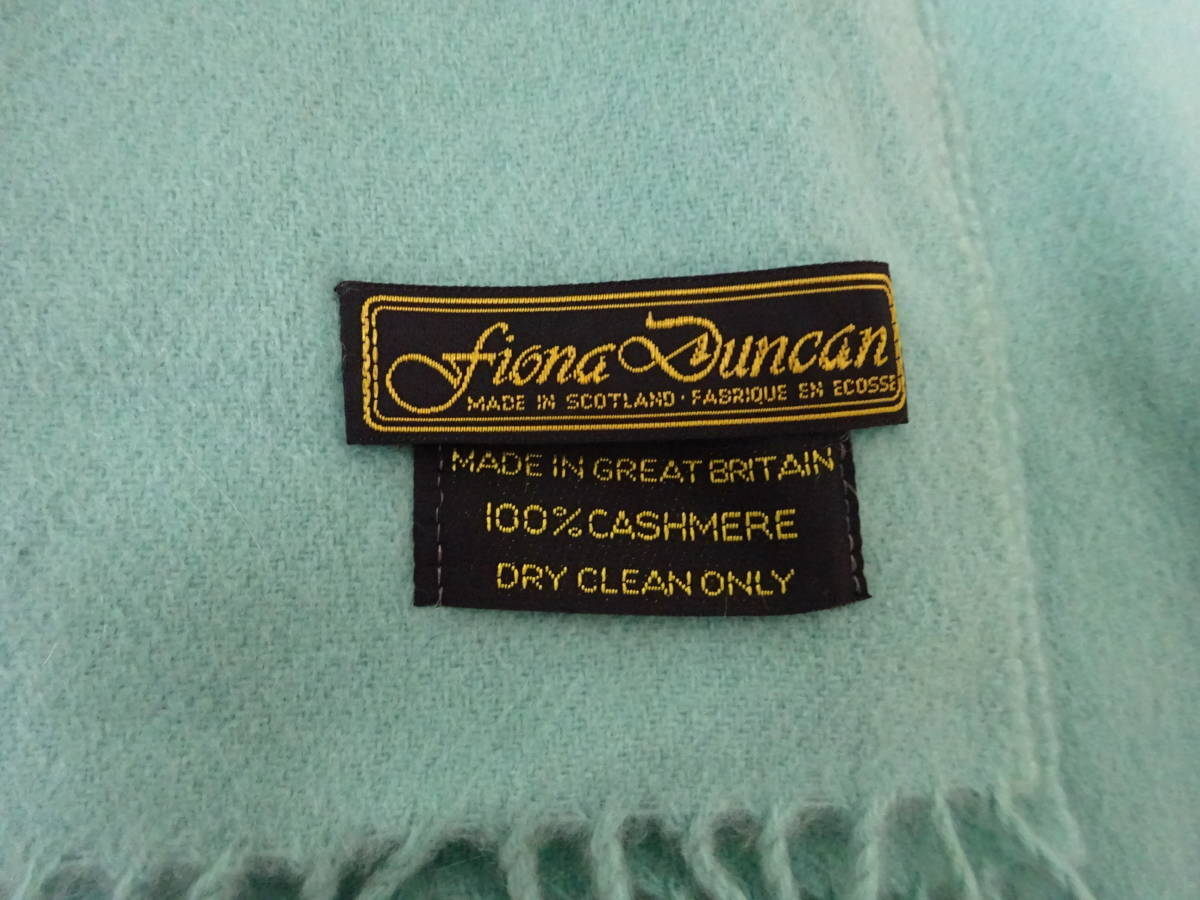 Fiona Duncan
MADE IN SCOTLAND · FABRIQUE EN ECOSSE
MADE IN GREAT BRITAIN
100% CASHMERE
DRY CLEAN ONLY